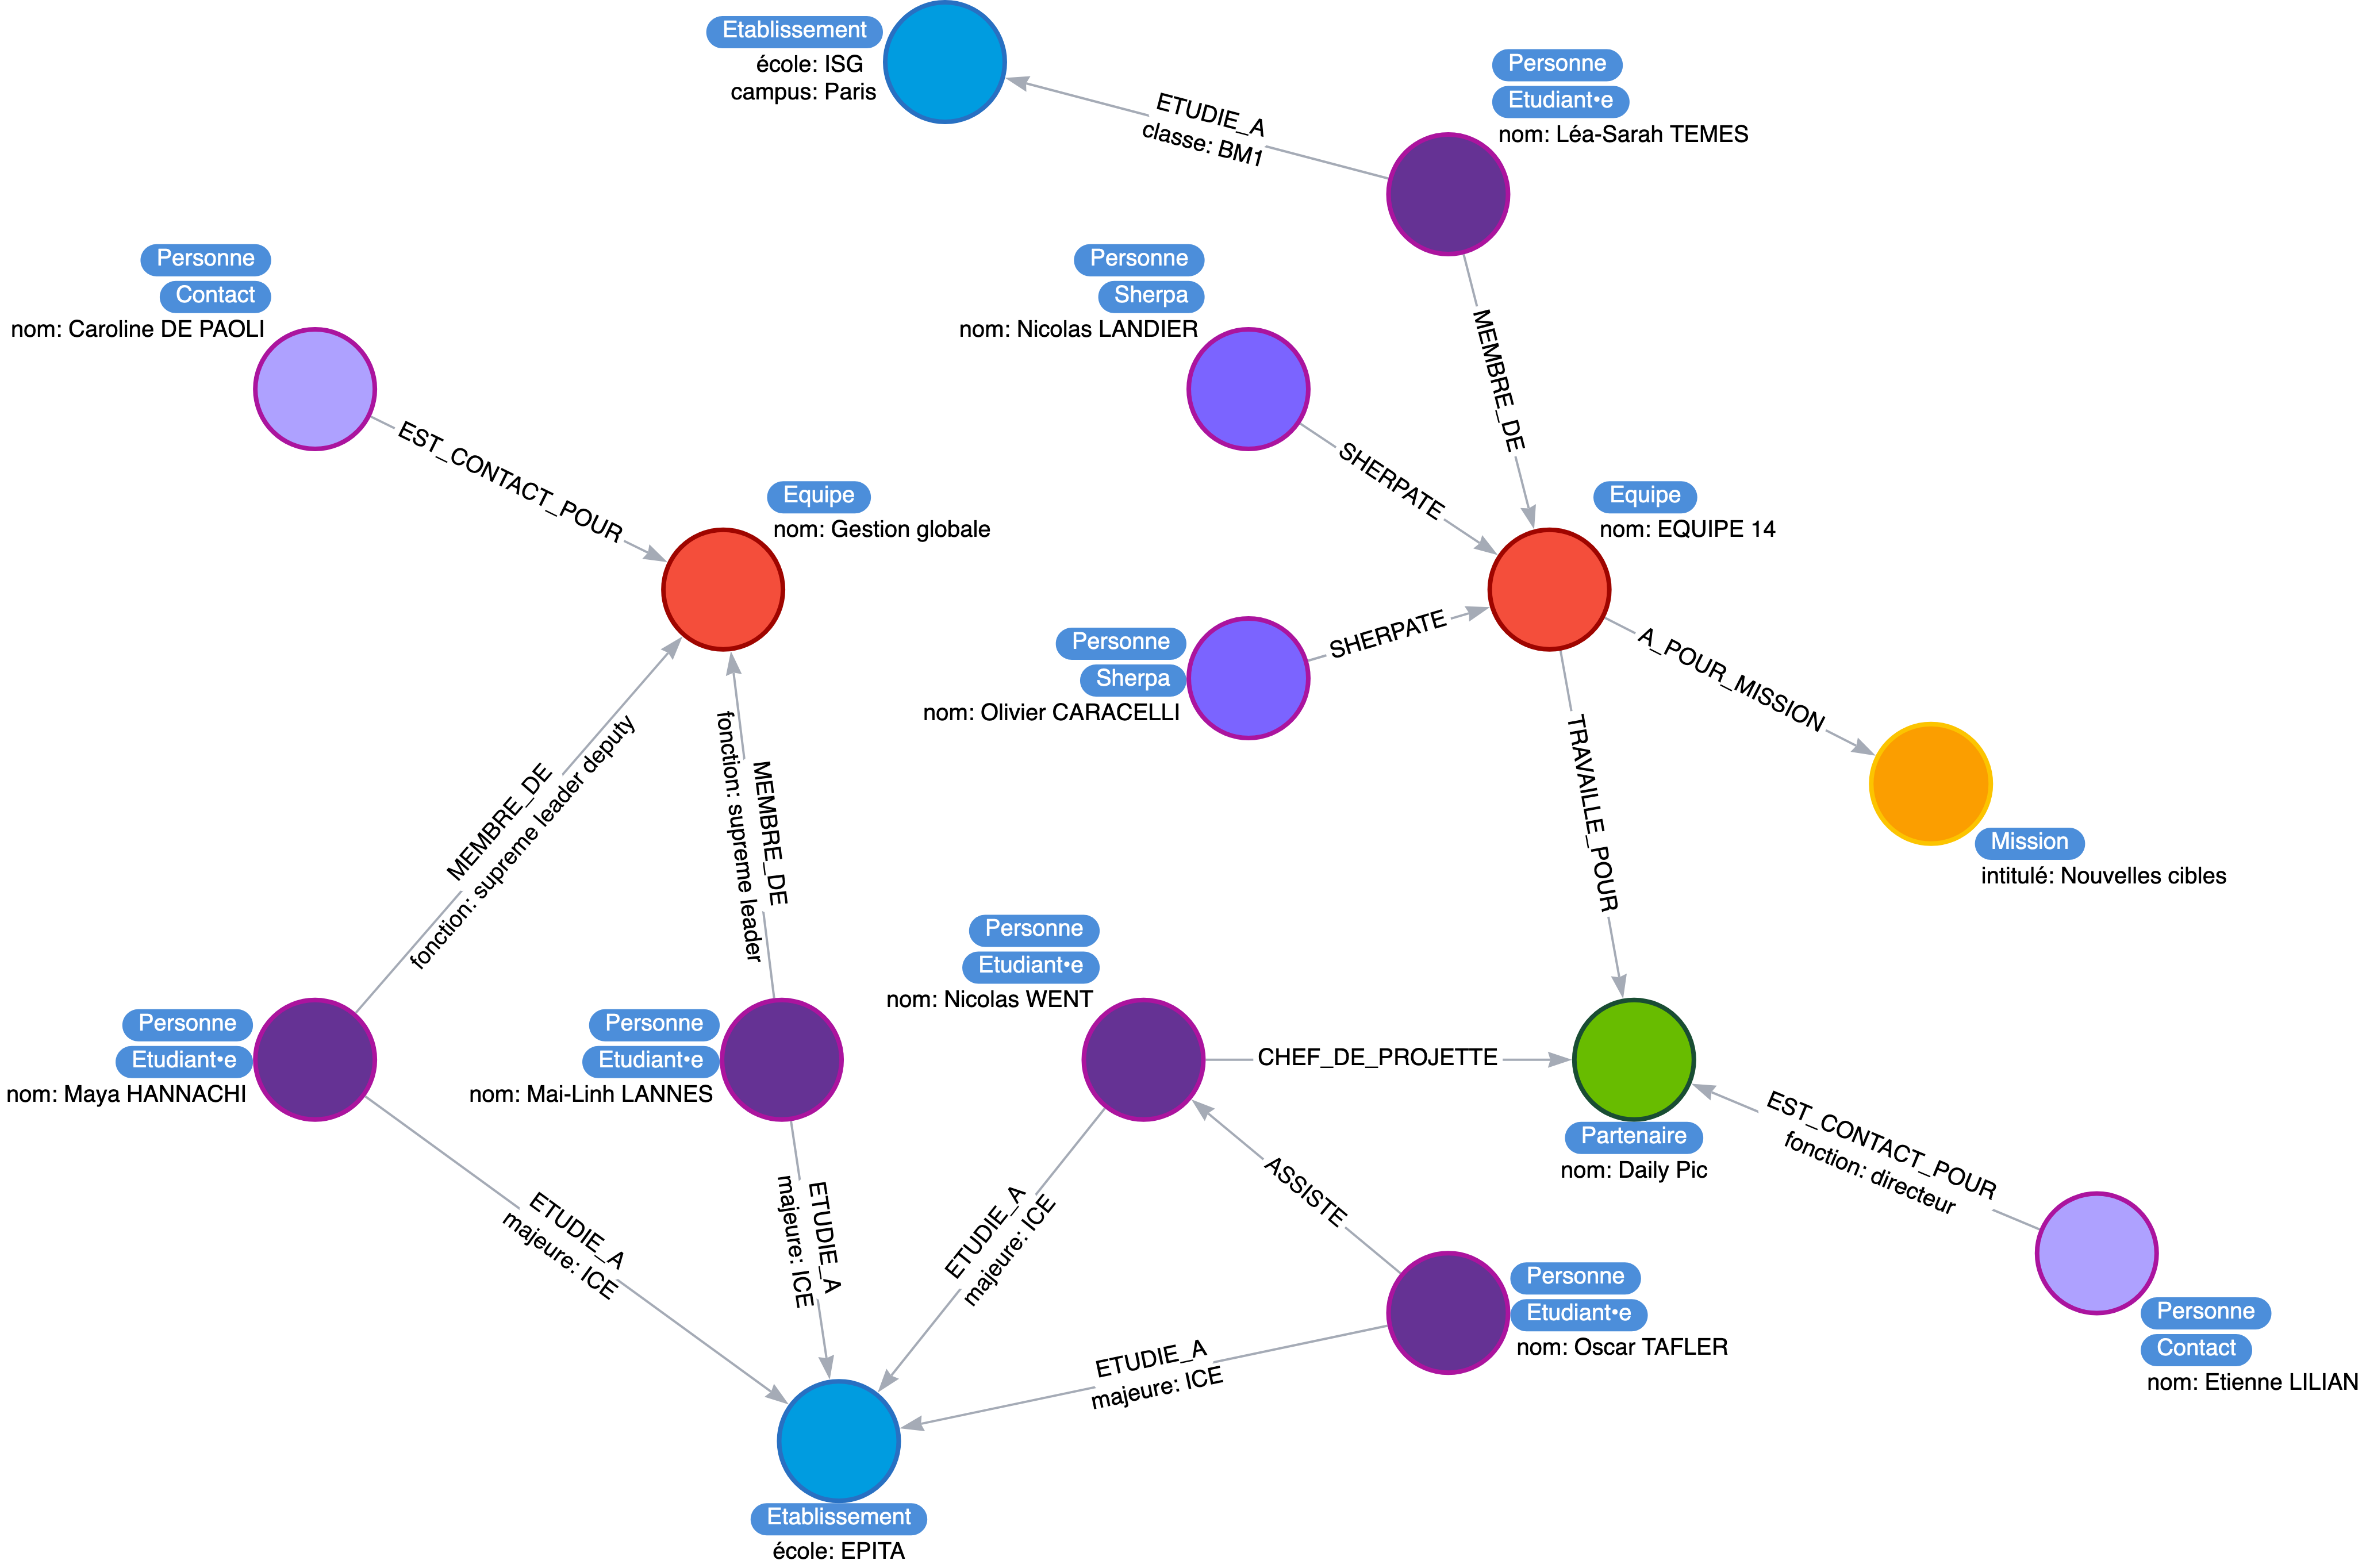 Etablissement
école: ISG
campus: Paris
Personne
Etudiant•e
nom: Léa-Sarah TEMES
ETUDIE_A
classe: BM1
Personne
Contact
nom: Caroline DE PAOLI
Personne
Sherpa
nom: Nicolas LANDIER
MEMBRE_DE
EST_CONTACT_POUR
SHERPATE
Equipe
nom: Gestion globale
Equipe
nom: EQUIPE 14
Personne
Sherpa
nom: Olivier CARACELLI
SHERPATE
A_POUR_MISSION
MEMBRE_DE
fonction: supreme leader deputy
MEMBRE_DE
fonction: supreme leader
TRAVAILLE_POUR
Mission
intitulé: Nouvelles cibles
Personne
Etudiant•e
nom: Nicolas WENT
Personne
Etudiant•e
nom: Maya HANNACHI
Personne
Etudiant•e
nom: Mai-Linh LANNES
CHEF_DE_PROJETTE
Partenaire
nom: Daily Pic
EST_CONTACT_POUR
fonction: directeur
ETUDIE_A
majeure: ICE
ETUDIE_A
majeure: ICE
ETUDIE_A
majeure: ICE
ASSISTE
Personne
Etudiant•e
nom: Oscar TAFLER
ETUDIE_A
majeure: ICE
Personne
Contact
nom: Etienne LILIAN
Etablissement
école: EPITA